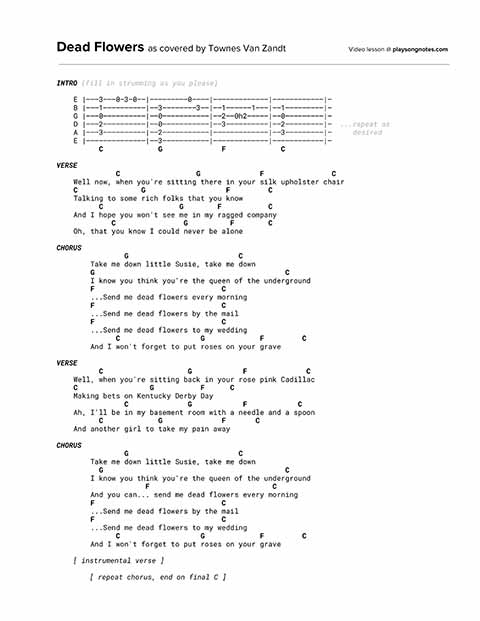 Dead Flowers as covered by Townes Van Zandt
Video lesson @ playsongnotes.com
INTRO (fill in strumming as you please)
E |---3---0-3-0--|---------0----|--------------|-------------|-
B |---1----------|--3--------3--|--1------1----|--1----------|-
G |---0----------|--0-----------|--2--0h2------|--0----------|-
D |---2----------|--0-----------|--3-----------|--2----------|- ...repeat as
A |---3----------|--2-----------|--------------|--3----------|- desired
E |--------------|--3-----------|--------------|-------------|-
C G F C
VERSE
C G F C
Well now, when you're sitting there in your silk upholster chair
C G F C
Talking to some rich folks that you know
C G F C
And I hope you won't see me in my ragged company
C G F C
Oh, that you know I could never be alone
CHORUS
G C
Take me down little Susie, take me down
G C
I know you think you're the queen of the underground
F C
...Send me dead flowers every morning
F C
...Send me dead flowers by the mail
F C
...Send me dead flowers to my wedding
C G F C
And I won't forget to put roses on your grave
VERSE
C G F C
Well, when you're sitting back in your rose pink Cadillac
C G F C
Making bets on Kentucky Derby Day
C G F C
Ah, I'll be in my basement room with a needle and a spoon
C G F C
And another girl to take my pain away
CHORUS
G C
Take me down little Susie, take me down
G C
I know you think you're the queen of the underground
F C
And you can... send me dead flowers every morning
F C
...Send me dead flowers by the mail
F C
...Send me dead flowers to my wedding
C G F C
And I won't forget to put roses on your grave
[ instrumental verse ]
[ repeat chorus, end on final C ]